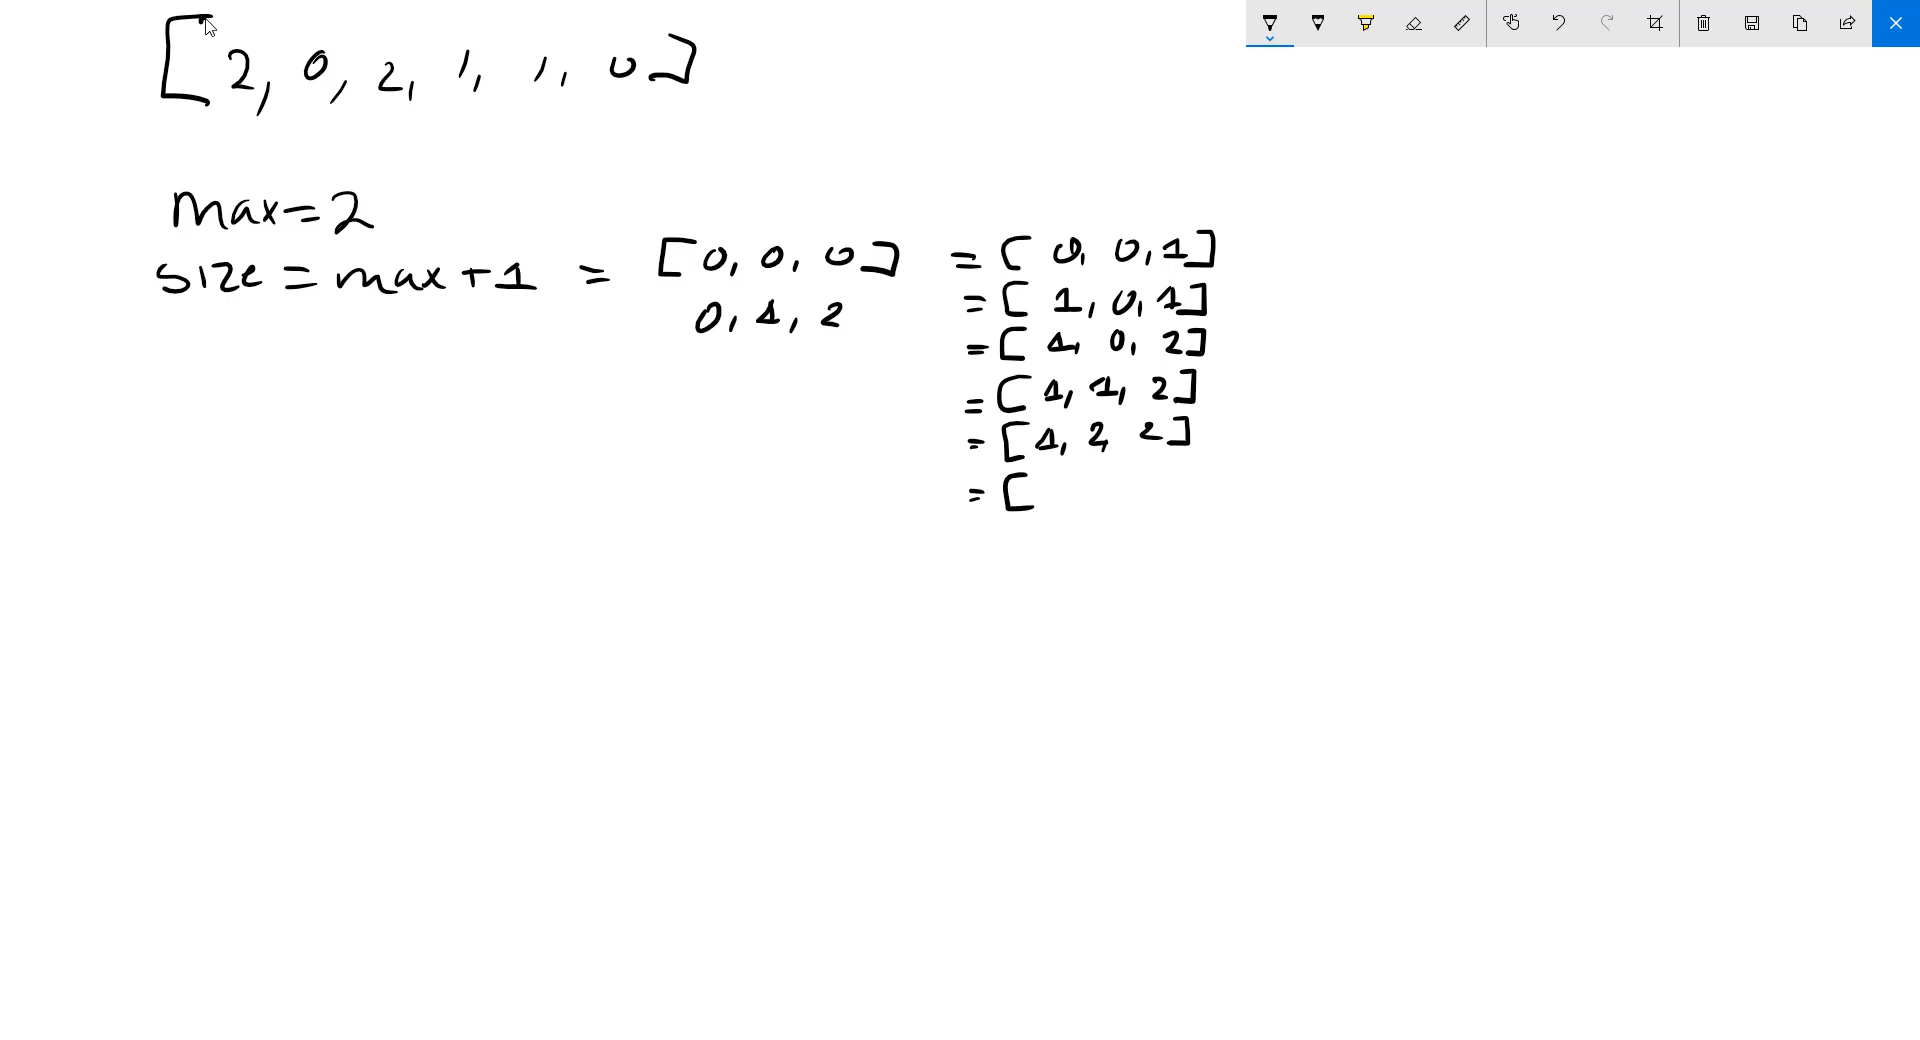 [2, 0, 2, 1, 1, 0]
max=2
size = max+1 = [0, 0, 0] = [0, 0, 1]
0, 1, 2 = [1, 0, 1]
= [1, 0, 2]
= [1, 1, 2]
= [1, 2, 2]
= [